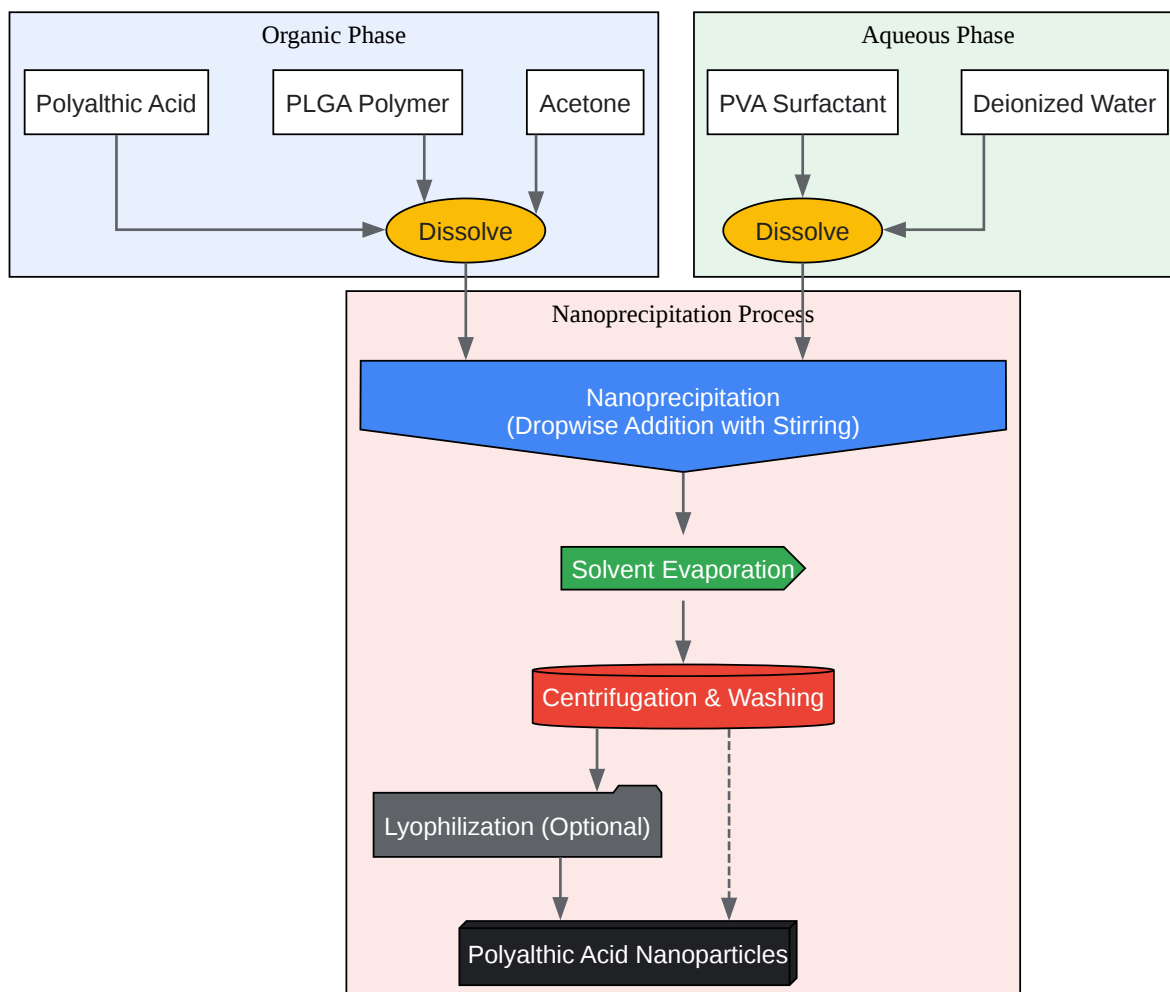 Organic Phase
Polyalthic Acid
PLGA Polymer
Acetone
Dissolve
Aqueous Phase
PVA Surfactant
Deionized Water
Dissolve
Nanoprecipitation Process
Nanoprecipitation
(Dropwise Addition with Stirring)
Solvent Evaporation
Centrifugation & Washing
Lyophilization (Optional)
Polyalthic Acid Nanoparticles